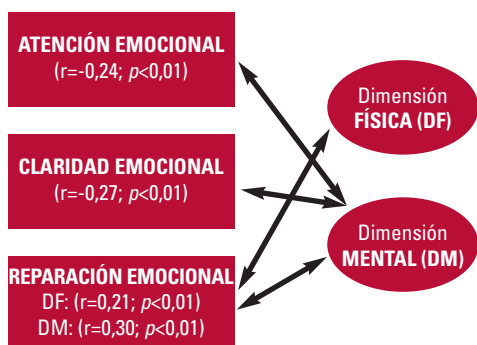 ATENCIÓN EMOCIONAL
(r=-0,24; p<0,01)
CLARIDAD EMOCIONAL
(r=-0,27; p<0,01)
REPARACIÓN EMOCIONAL
DF: (r=0,21; p<0,01)
DM: (r=0,30; p<0,01)
Dimensión
FÍSICA (DF)
Dimensión
MENTAL (DM)